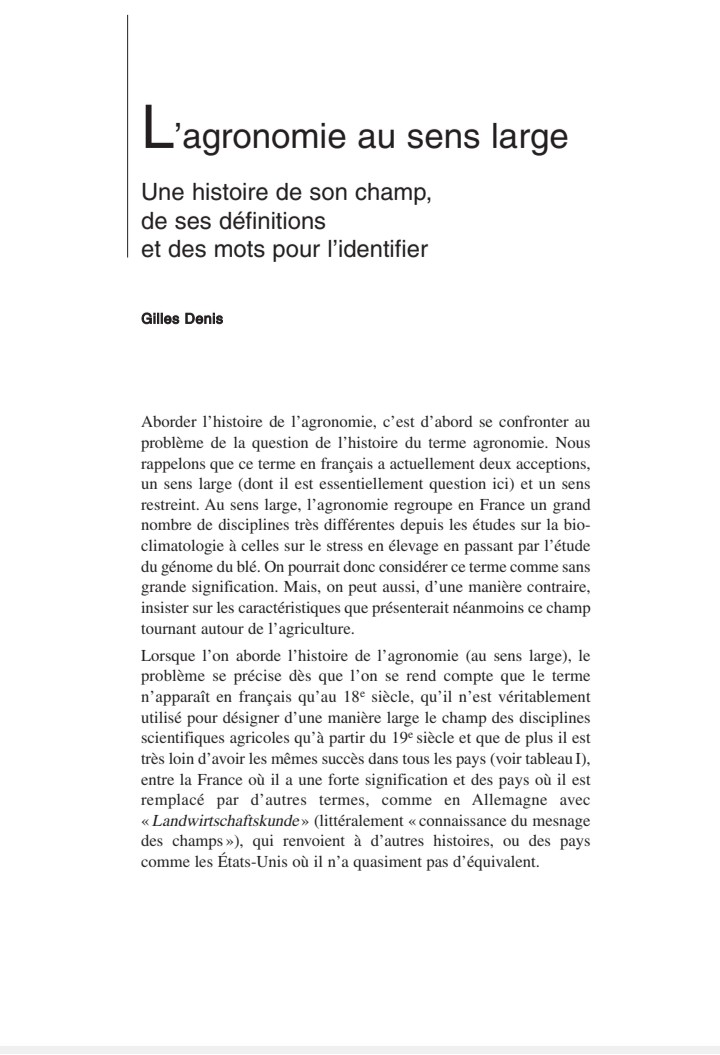 L'agronomie au sens large
Une histoire de son champ,
de ses définitions
et des mots pour l'identifier
Gilles Denis
Aborder l'histoire de l'agronomie, c'est d'abord se confronter au
problème de la question de l'histoire du terme agronomie. Nous
rappelons que ce terme en français a actuellement deux acceptions,
un sens large (dont il est essentiellement question ici) et un sens
restreint. Au sens large, l'agronomie regroupe en France un grand
nombre de disciplines très différentes depuis les études sur la bio-
climatologie à celles sur le stress en élevage en passant par l'étude
du génome du blé. On pourrait donc considérer ce terme comme sans
grande signification. Mais, on peut aussi, d'une manière contraire,
insister sur les caractéristiques que présenterait néanmoins ce champ
tournant autour de l'agriculture.
Lorsque l'on aborde l'histoire de l'agronomie (au sens large), le
problème se précise dès que l'on se rend compte que le terme
n'apparaît en français qu'au 18e siècle, qu'il n'est véritablement
utilisé pour désigner d'une manière large le champ des disciplines
scientifiques agricoles qu'à partir du 19e siècle et que de plus il est
très loin d'avoir les mêmes succès dans tous les pays (voir tableau I),
entre la France où il a une forte signification et des pays où il est
remplacé par d'autres termes, comme en Allemagne avec
« Landwirtschaftskunde » (littéralement « connaissance du mesnage
des champs »), qui renvoient à d'autres histoires, ou des pays
comme les États-Unis où il n'a quasiment pas d'équivalent.